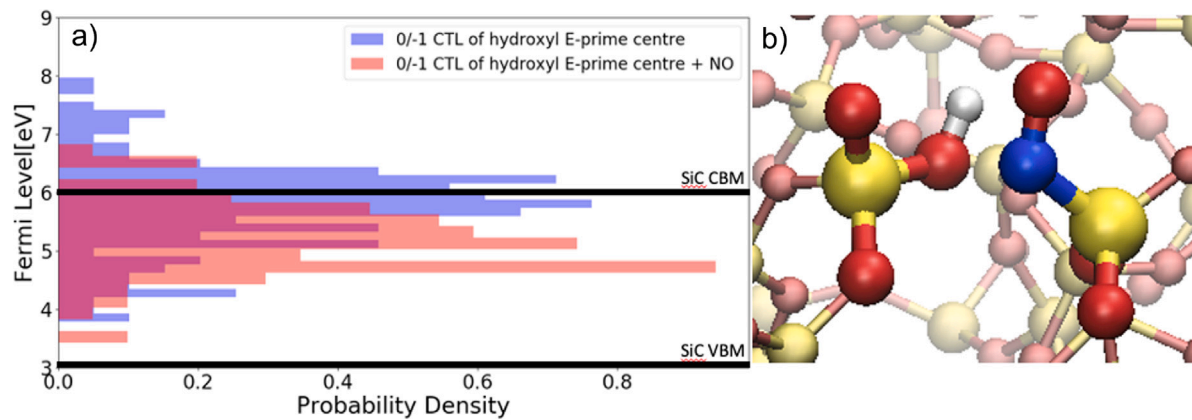 a)
b)
9
8
7
6
5
4
3
Fermi Level[eV]
0/-1 CTL of hydroxyl E-prime centre
0/-1 CTL of hydroxyl E-prime centre + NO
SiC CBM
SiC VBM
0.0 0.2 0.4 0.6 0.8
Probability Density